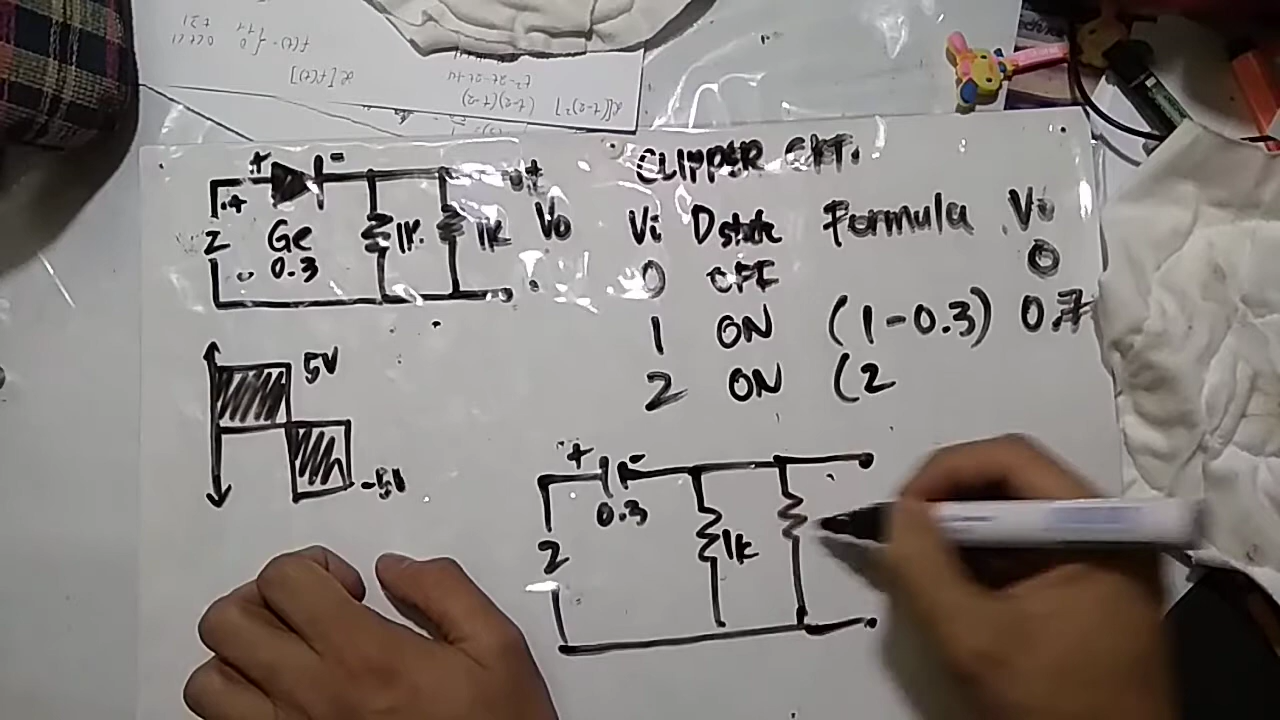 CLIPPER CKT.
+ -
+ 1K 1K Vo o+
2 Ge
- 0.3
Vi Dstate Formula Vo
0 OFF 0
1 ON (1-0.3) 0.7
2 ON (2
5V
-5V
+ -
0.3
2 1K